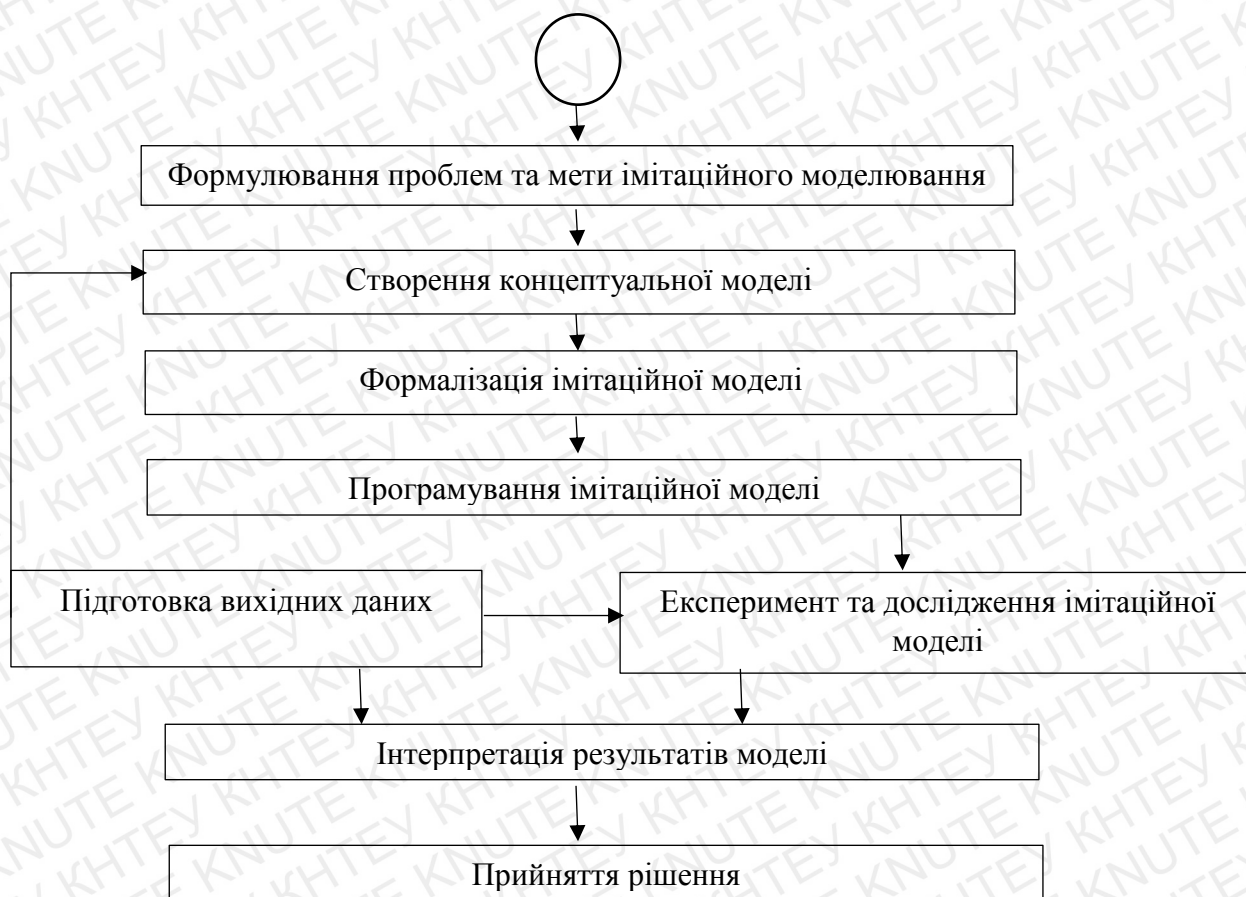 Формулювання проблем та мети імітаційного моделювання
Створення концептуальної моделі
Формалізація імітаційної моделі
Програмування імітаційної моделі
Підготовка вихідних даних
Експеримент та дослідження імітаційної
моделі
Інтерпретація результатів моделі
Прийняття рішення